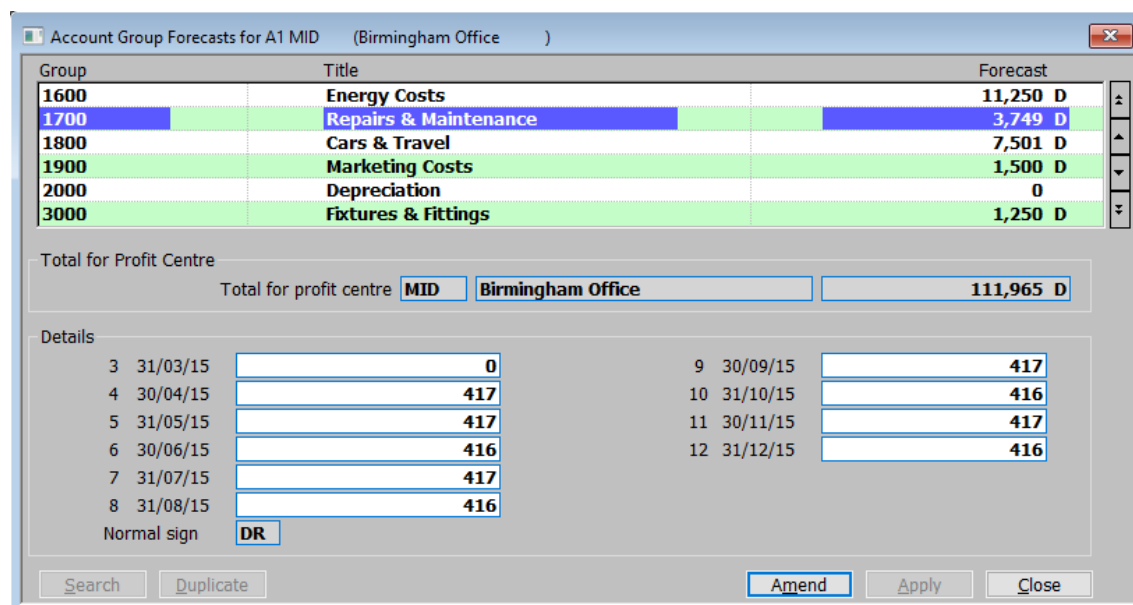 Account Group Forecasts for A1 MID (Birmingham Office )
Group Title Forecast
1600 Energy Costs 11,250 D
1700 Repairs & Maintenance 3,749 D
1800 Cars & Travel 7,501 D
1900 Marketing Costs 1,500 D
2000 Depreciation 0
3000 Fixtures & Fittings 1,250 D
Total for Profit Centre
Total for profit centre MID Birmingham Office 111,965 D
Details
3 31/03/15 0 9 30/09/15 417
4 30/04/15 417 10 31/10/15 416
5 31/05/15 417 11 30/11/15 417
6 30/06/15 416 12 31/12/15 416
7 31/07/15 417
8 31/08/15 416
Normal sign DR
Search Duplicate Amend Apply Close